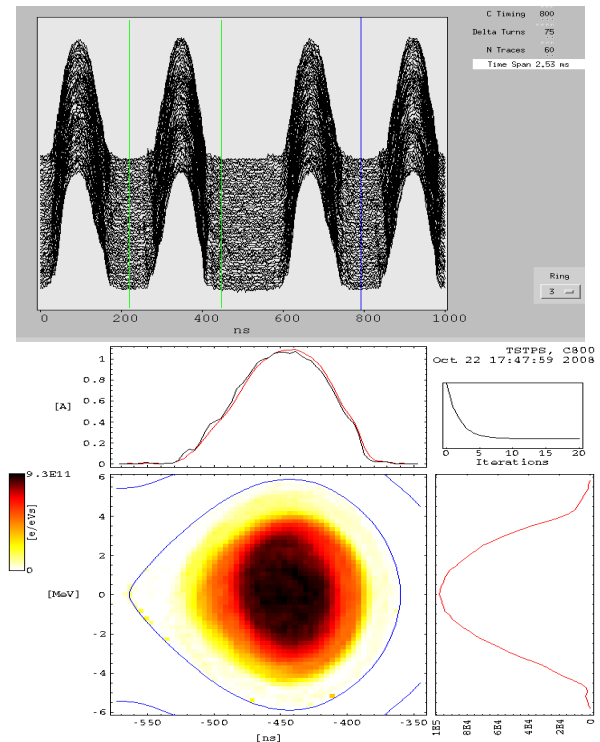 C Timing 800
Delta Turns 75
N Traces 60
Time Span 2.53 ms
Ring
3
0 200 400 600 800 1000
ns
TSTPS, C800
Oct 22 17:47:59 2008
1
0.8
0.6
0.4
0.2
0
[A]
0 5 10 15 20
Iterations
9.3E11
[e/eVs]
0
6
4
2
0
-2
-4
-6
[MeV]
-550 -500 -450 -400 -350
[ns]
1E5 8E4 6E4 4E4 2E4 0